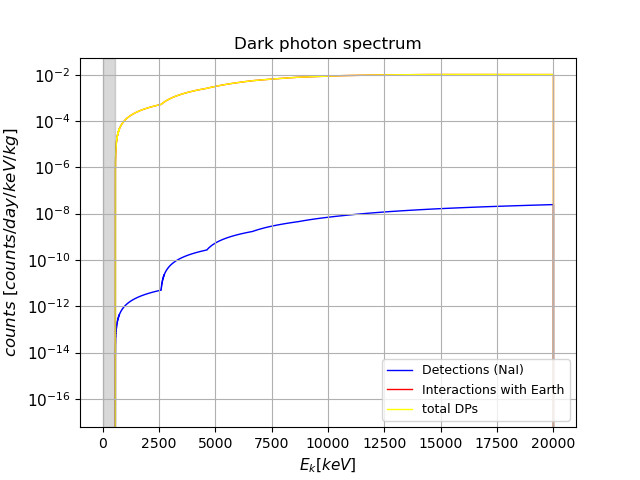 Dark photon spectrum
counts [counts/day/keV/kg]
10⁻²
10⁻⁴
10⁻⁶
10⁻⁸
10⁻¹⁰
10⁻¹²
10⁻¹⁴
10⁻¹⁶
Detections (NaI)
Interactions with Earth
total DPs
0 2500 5000 7500 10000 12500 15000 17500 20000
Eₖ[keV]